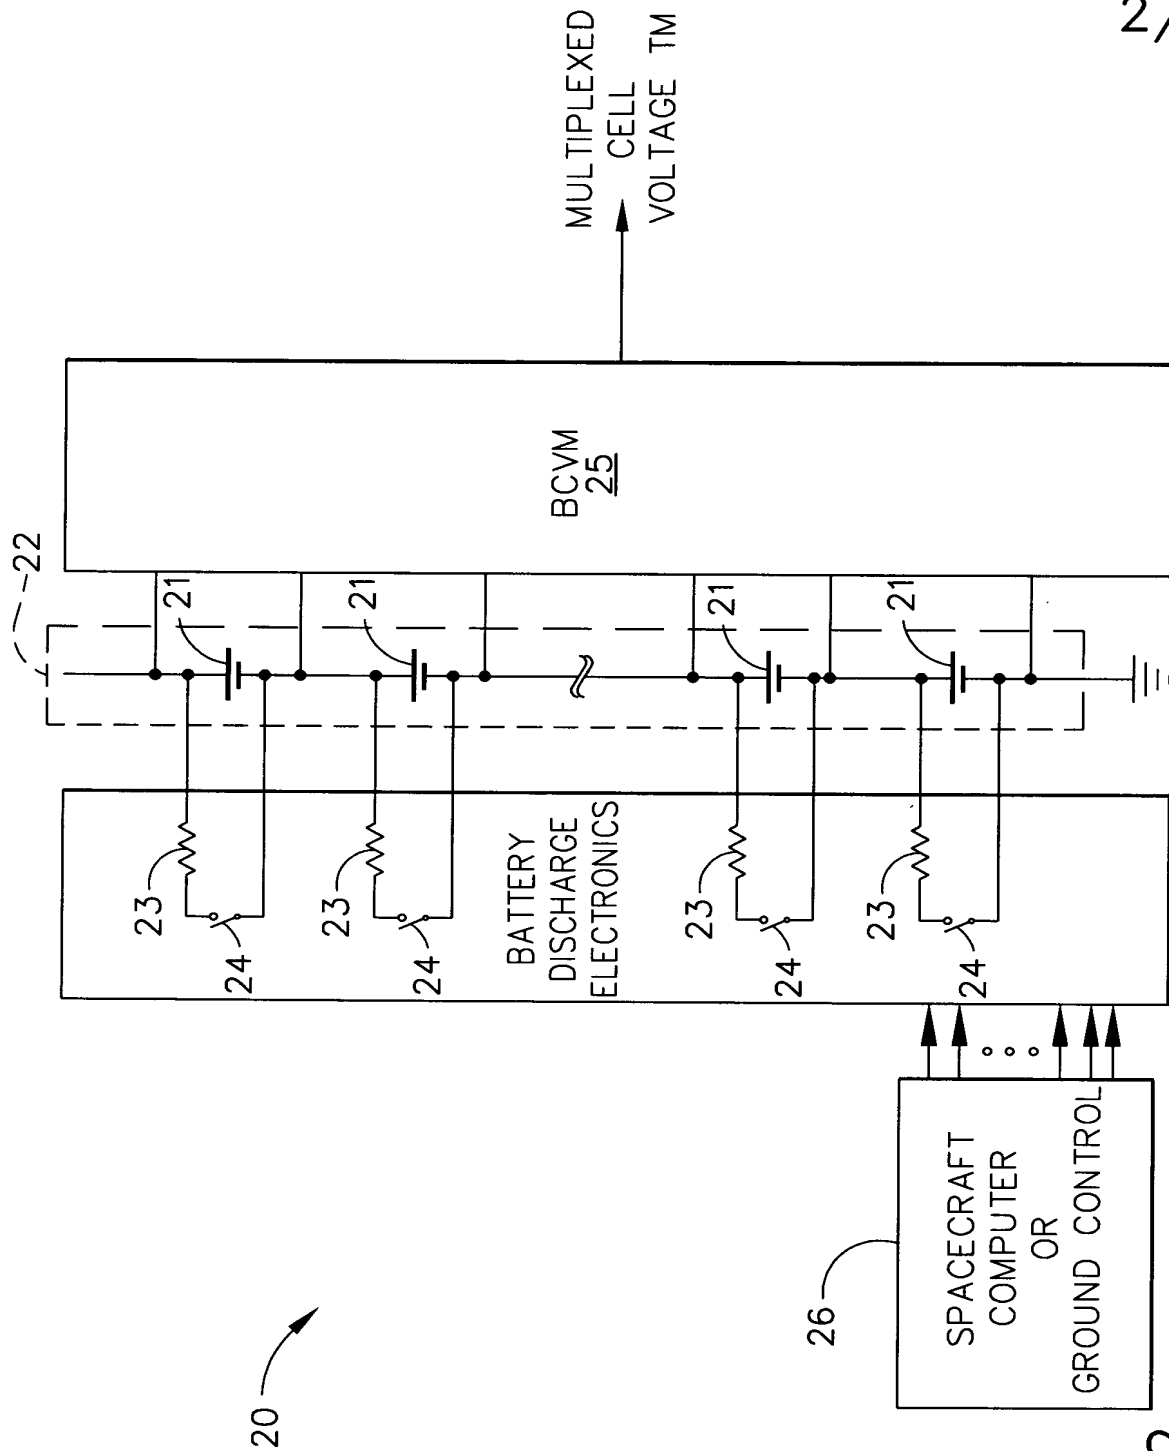 2/
MULTIPLEXED
CELL
VOLTAGE TM
BCVM
25
22
21
21
21
21
BATTERY
DISCHARGE
ELECTRONICS
23
23
23
23
24
24
24
24
SPACECRAFT
COMPUTER
OR
GROUND CONTROL
26
20